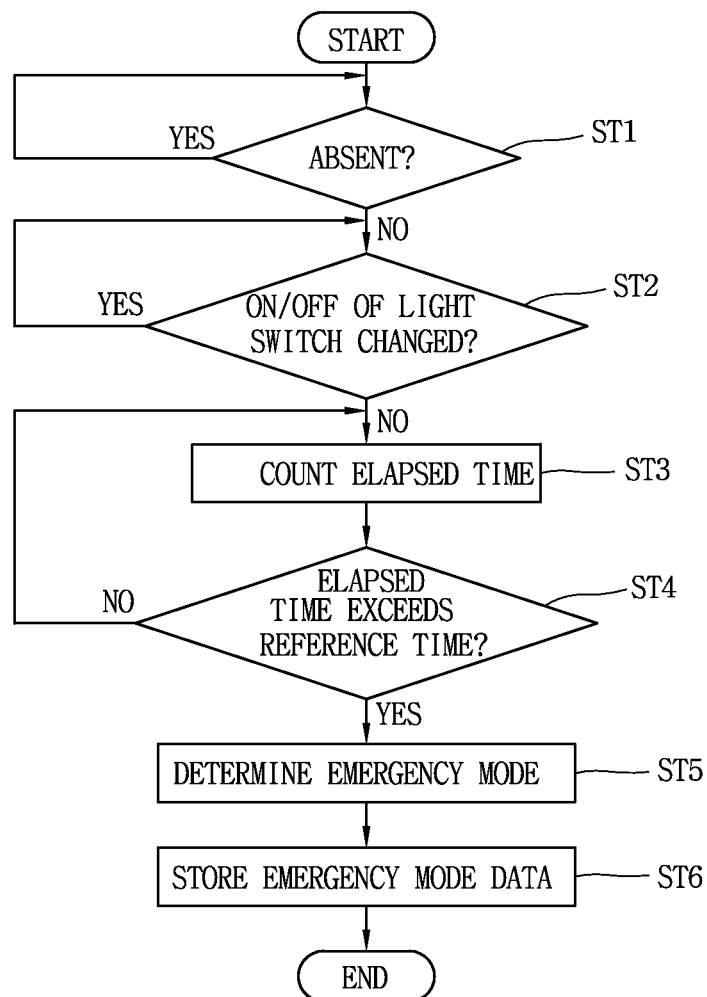 START
YES
ABSENT?
ST1
NO
YES
ON/OFF OF LIGHT
SWITCH CHANGED?
ST2
NO
COUNT ELAPSED TIME
ST3
NO
ELAPSED
TIME EXCEEDS
REFERENCE TIME?
ST4
YES
DETERMINE EMERGENCY MODE
ST5
STORE EMERGENCY MODE DATA
ST6
END